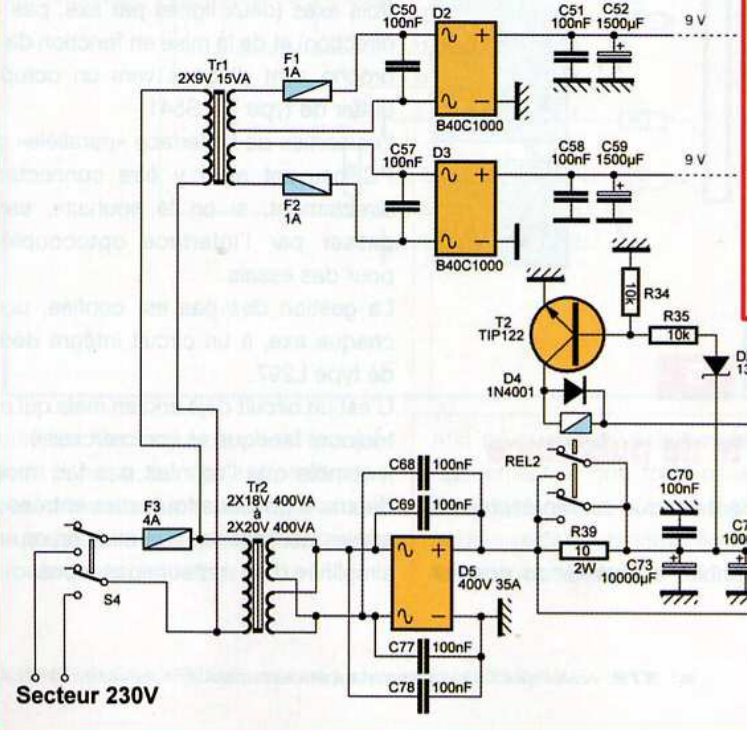 C50
100nF
D2
C51
100nF
C52
1500µF
9 V
Tr1
2X9V 15VA
F1
1A
+
–
B40C1000
C57
100nF
D3
C58
100nF
C59
1500µF
9 V
F2
1A
+
–
B40C1000
10k
R34
T2
TIP122
R35
10k
D4
1N4001
REL2
C68
100nF
C69
100nF
C70
100nF
Tr2
2X18V 400VA
à
2X20V 400VA
F3
4A
S4
D5
400V 35A
+
–
R39
10
2W
C73
10000µF
C77
100nF
C78
100nF
Secteur 230V